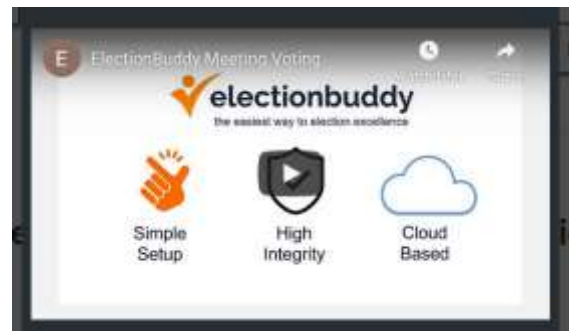 E ElectionBuddy Meeting Voting
electionbuddy
the easiest way to election excellence
Simple
Setup
High
Integrity
Cloud
Based